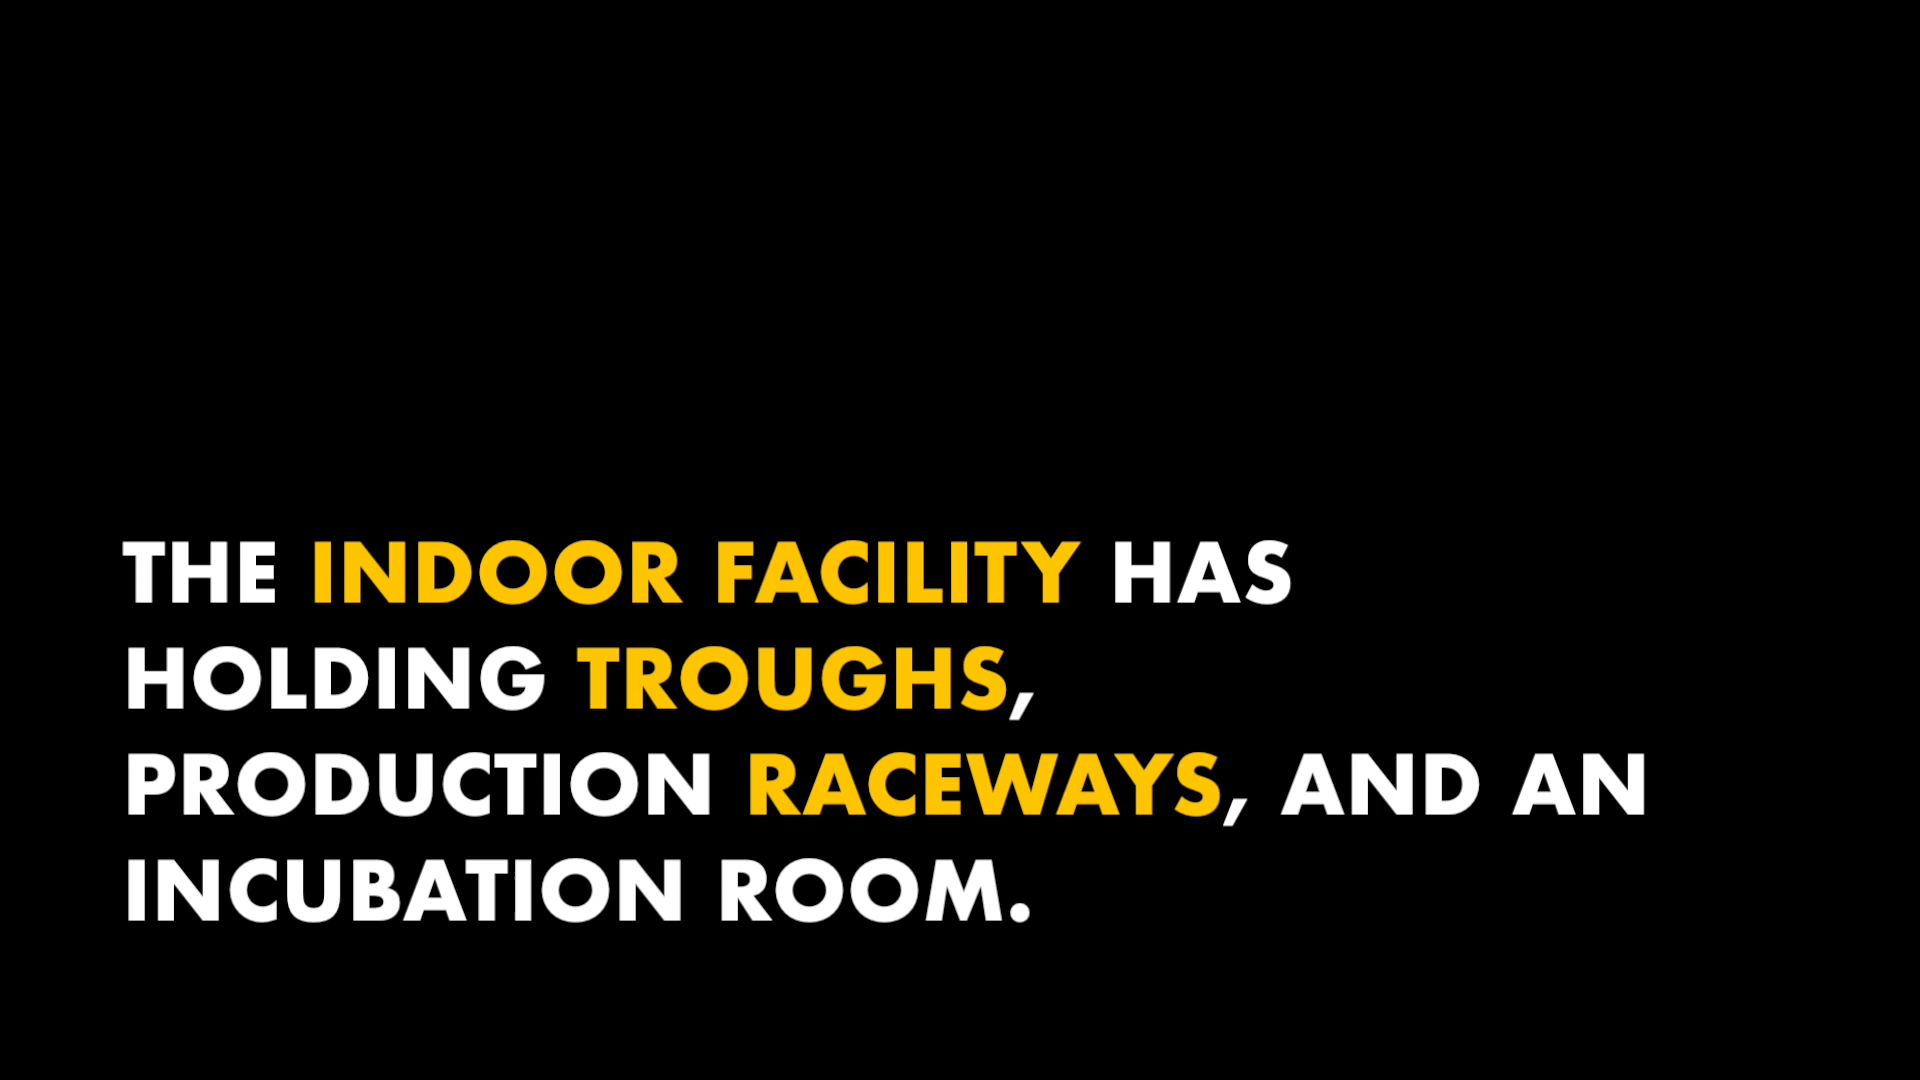 THE INDOOR FACILITY HAS
HOLDING TROUGHS,
PRODUCTION RACEWAYS, AND AN
INCUBATION ROOM.